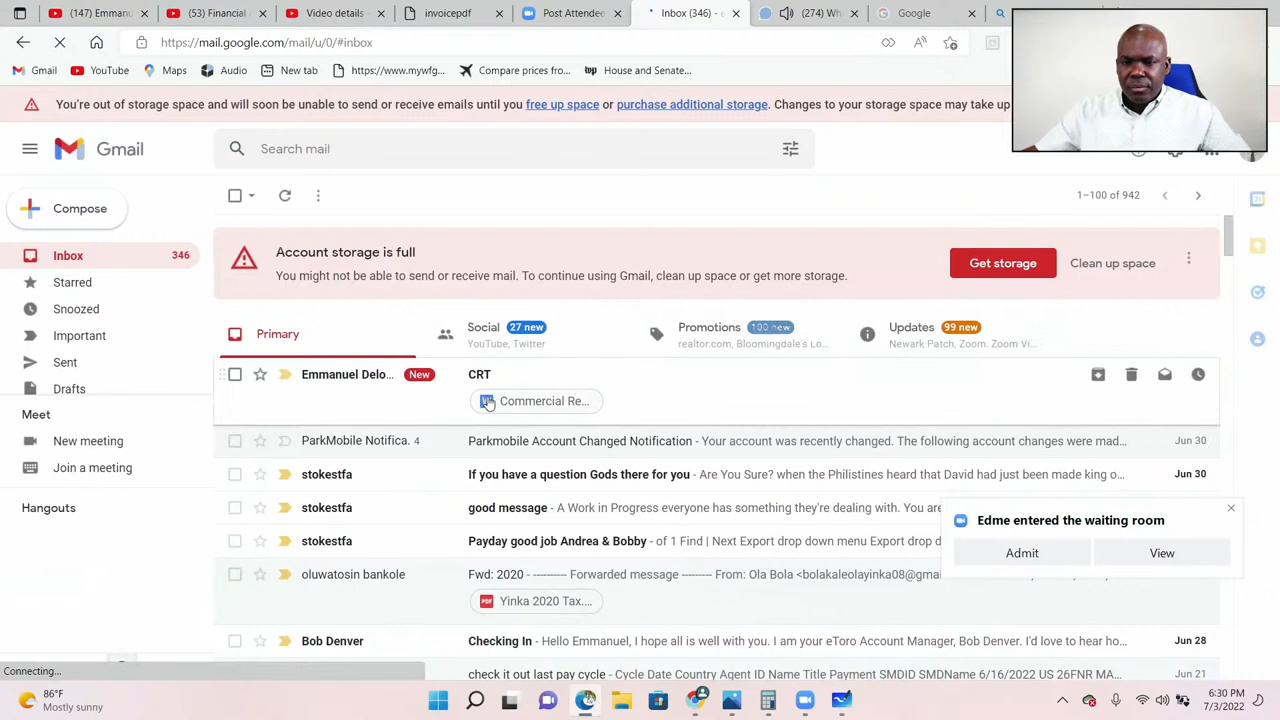 (147) Emmanu
(53) Financial
Video details -
invoicepdf
Post Attendee
Inbox (346) - e
(274) Wh
Google
https://mail.google.com/mail/u/0/#inbox
Gmail
YouTube
Maps
Audio
New tab
https://www.mywfg...
Compare prices fro...
House and Senate...
You're out of storage space and will soon be unable to send or receive emails until you free up space or purchase additional storage. Changes to your storage space may take up
Gmail
Search mail
Compose
1–100 of 942
Inbox 346
Starred
Snoozed
Important
Sent
Drafts
Meet
New meeting
Join a meeting
Hangouts
Account storage is full
You might not be able to send or receive mail. To continue using Gmail, clean up space or get more storage.
Get storage
Clean up space
Primary
Social 27 new
YouTube, Twitter
Promotions 100 new
realtor.com, Bloomingdale's Lo...
Updates 99 new
Newark Patch, Zoom, Zoom Vi...
Emmanuel Delo... New CRT
Commercial Re...
ParkMobile Notifica. 4 Parkmobile Account Changed Notification - Your account was recently changed. The following account changes were mad... Jun 30
stokestfa If you have a question Gods there for you - Are You Sure? when the Philistines heard that David had just been made king o... Jun 30
stokestfa good message - A Work in Progress everyone has something they're dealing with. You are
stokestfa Payday good job Andrea & Bobby - of 1 Find | Next Export drop down menu Export drop d
oluwatosin bankole Fwd: 2020 - ---------- Forwarded message --------- From: Ola Bola <bolakaleolayinka08@gmai
PDF Yinka 2020 Tax....
Bob Denver Checking In - Hello Emmanuel, I hope all is well with you. I am your eToro Account Manager, Bob Denver. I'd love to hear ho... Jun 28
check it out last pay cycle - Cycle Date Country Agent ID Name Title Payment SMDID SMDName 6/16/2022 US 26FNR MA... Jun 21
Edme entered the waiting room
Admit
View
Connecting...
86°F
Mostly sunny
6:30 PM
7/3/2022